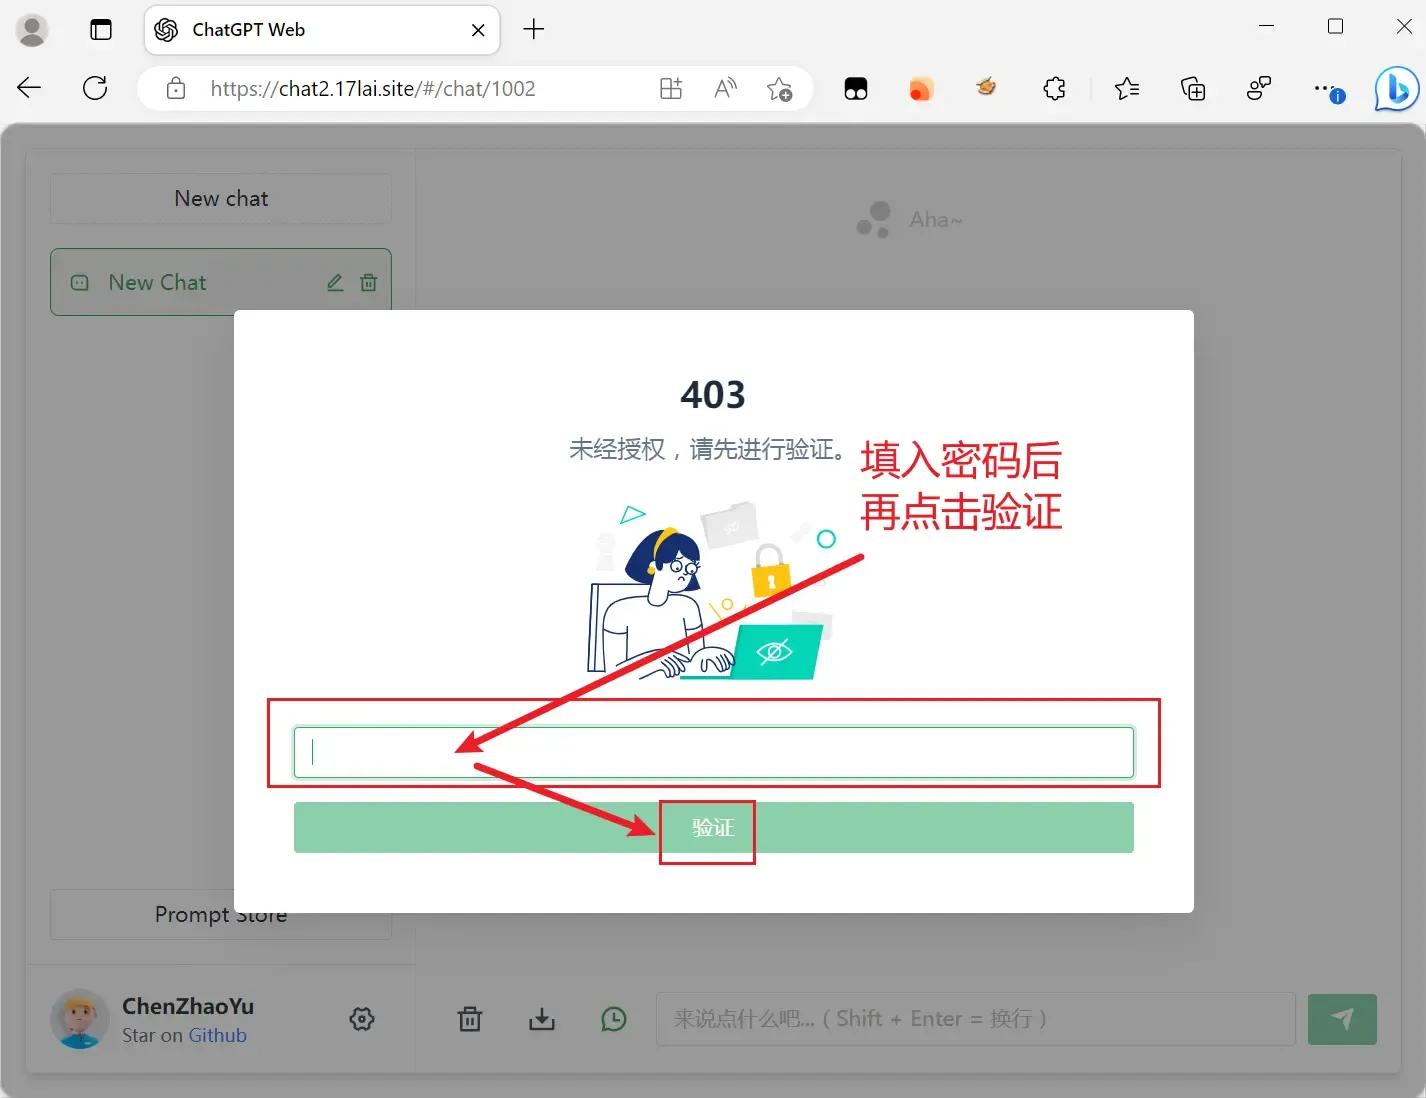 ChatGPT Web
https://chat2.17lai.site/#/chat/1002
New chat
Aha~
New Chat
403
未经授权，请先进行验证。
填入密码后
再点击验证
验证
Prompt Store
ChenZhaoYu
Star on Github
来说点什么吧...（Shift + Enter = 换行）